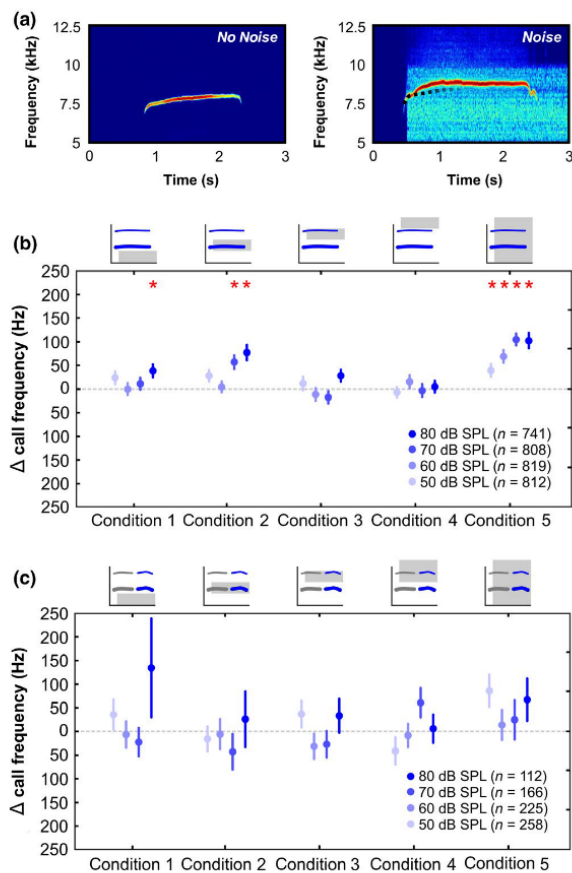 (a)
No Noise
Noise
12.5
10
7.5
5
Frequency (kHz)
0 1 2 3
Time (s)
12.5
10
7.5
5
Frequency (kHz)
0 1 2 3
Time (s)
(b)
* ** ****
250
200
150
100
50
0
50
100
150
200
250
Δ call frequency (Hz)
80 dB SPL (n = 741)
70 dB SPL (n = 808)
60 dB SPL (n = 819)
50 dB SPL (n = 812)
Condition 1 Condition 2 Condition 3 Condition 4 Condition 5
(c)
250
200
150
100
50
0
50
100
150
200
250
Δ call frequency (Hz)
80 dB SPL (n = 112)
70 dB SPL (n = 166)
60 dB SPL (n = 225)
50 dB SPL (n = 258)
Condition 1 Condition 2 Condition 3 Condition 4 Condition 5